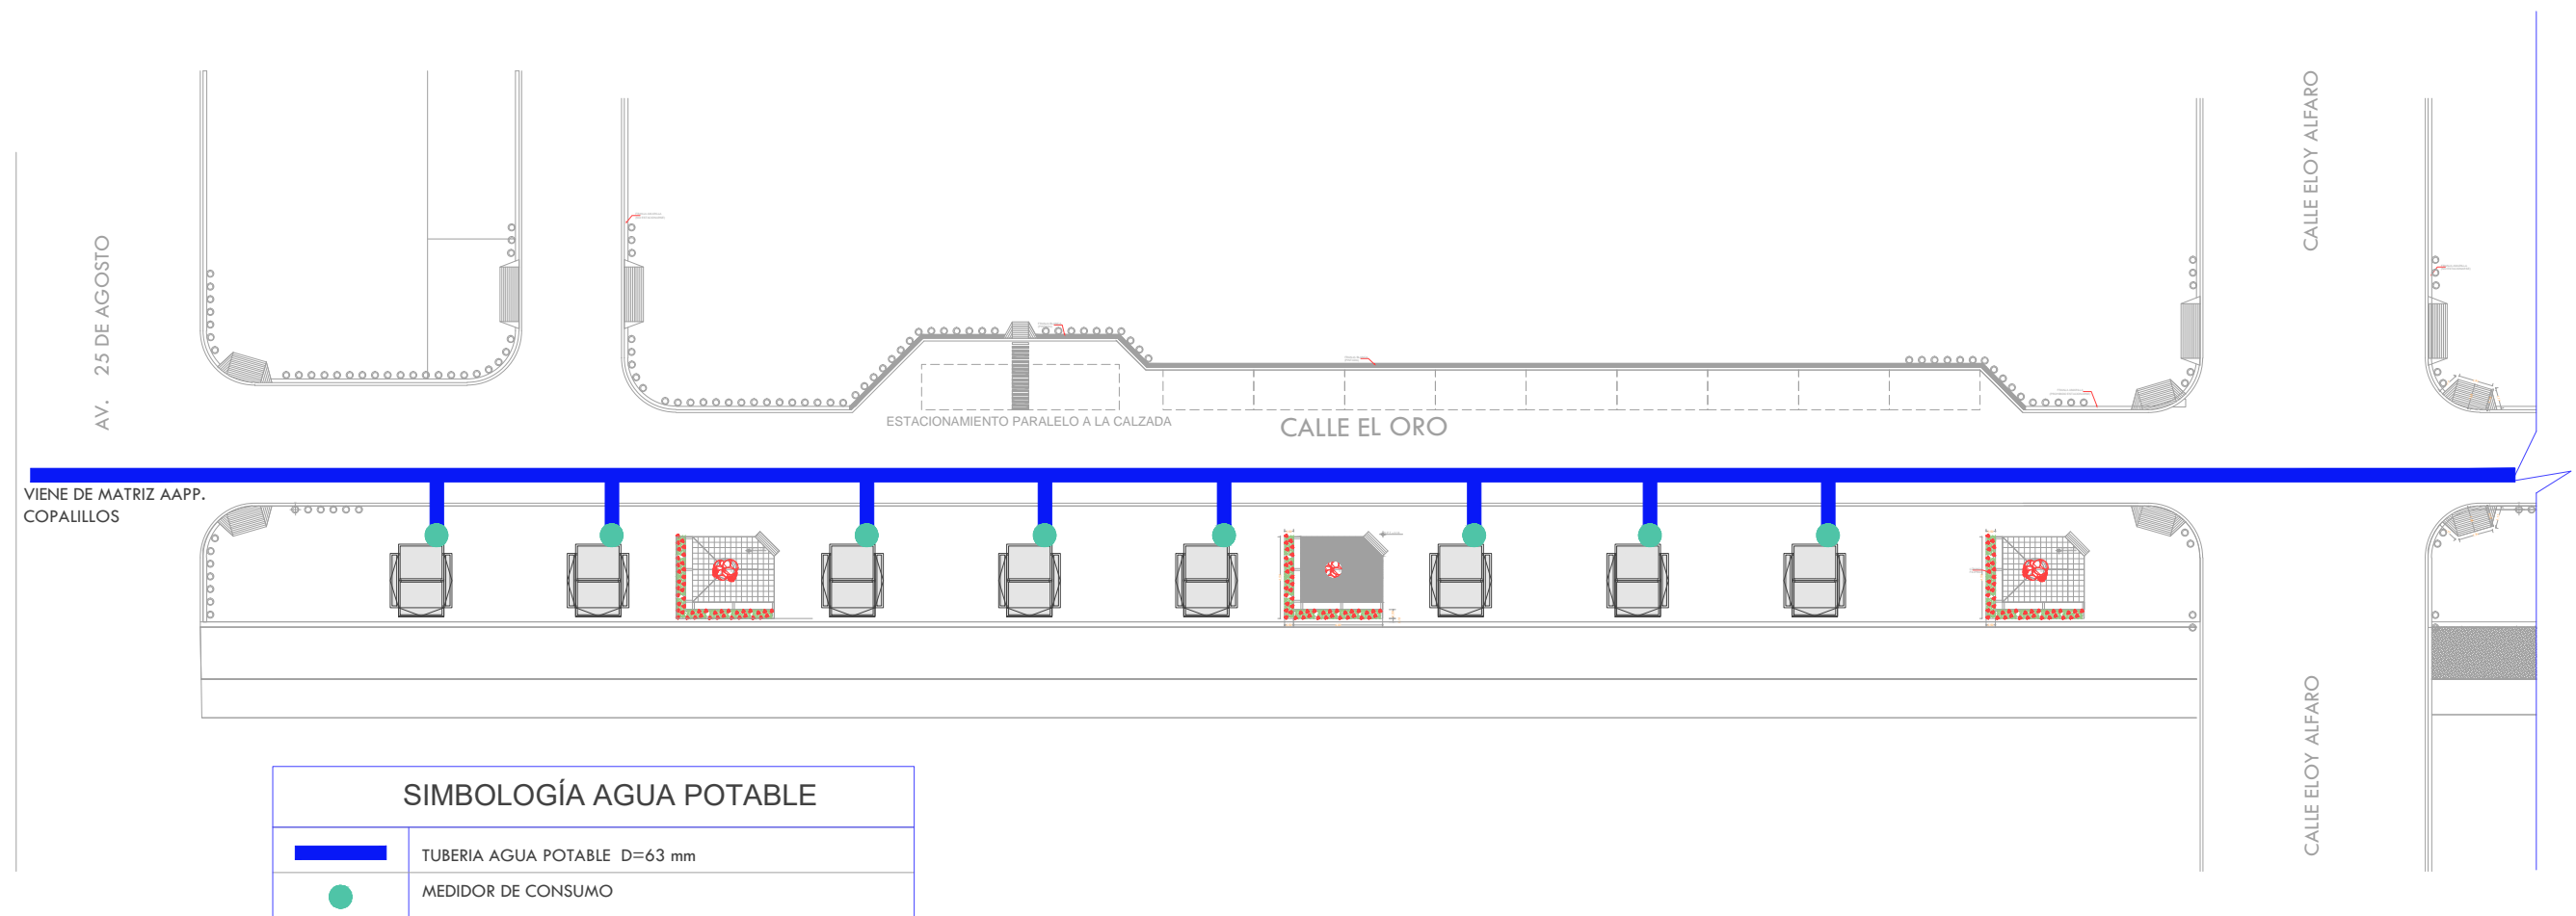 CALLE ELOY ALFARO
AV. 25 DE AGOSTO
ESTACIONAMIENTO PARALELO A LA CALZADA
CALLE EL ORO
VIENE DE MATRIZ AAPP.
COPALILLOS
CALLE ELOY ALFARO
SIMBOLOGÍA AGUA POTABLE
TUBERIA AGUA POTABLE D=63 mm
MEDIDOR DE CONSUMO